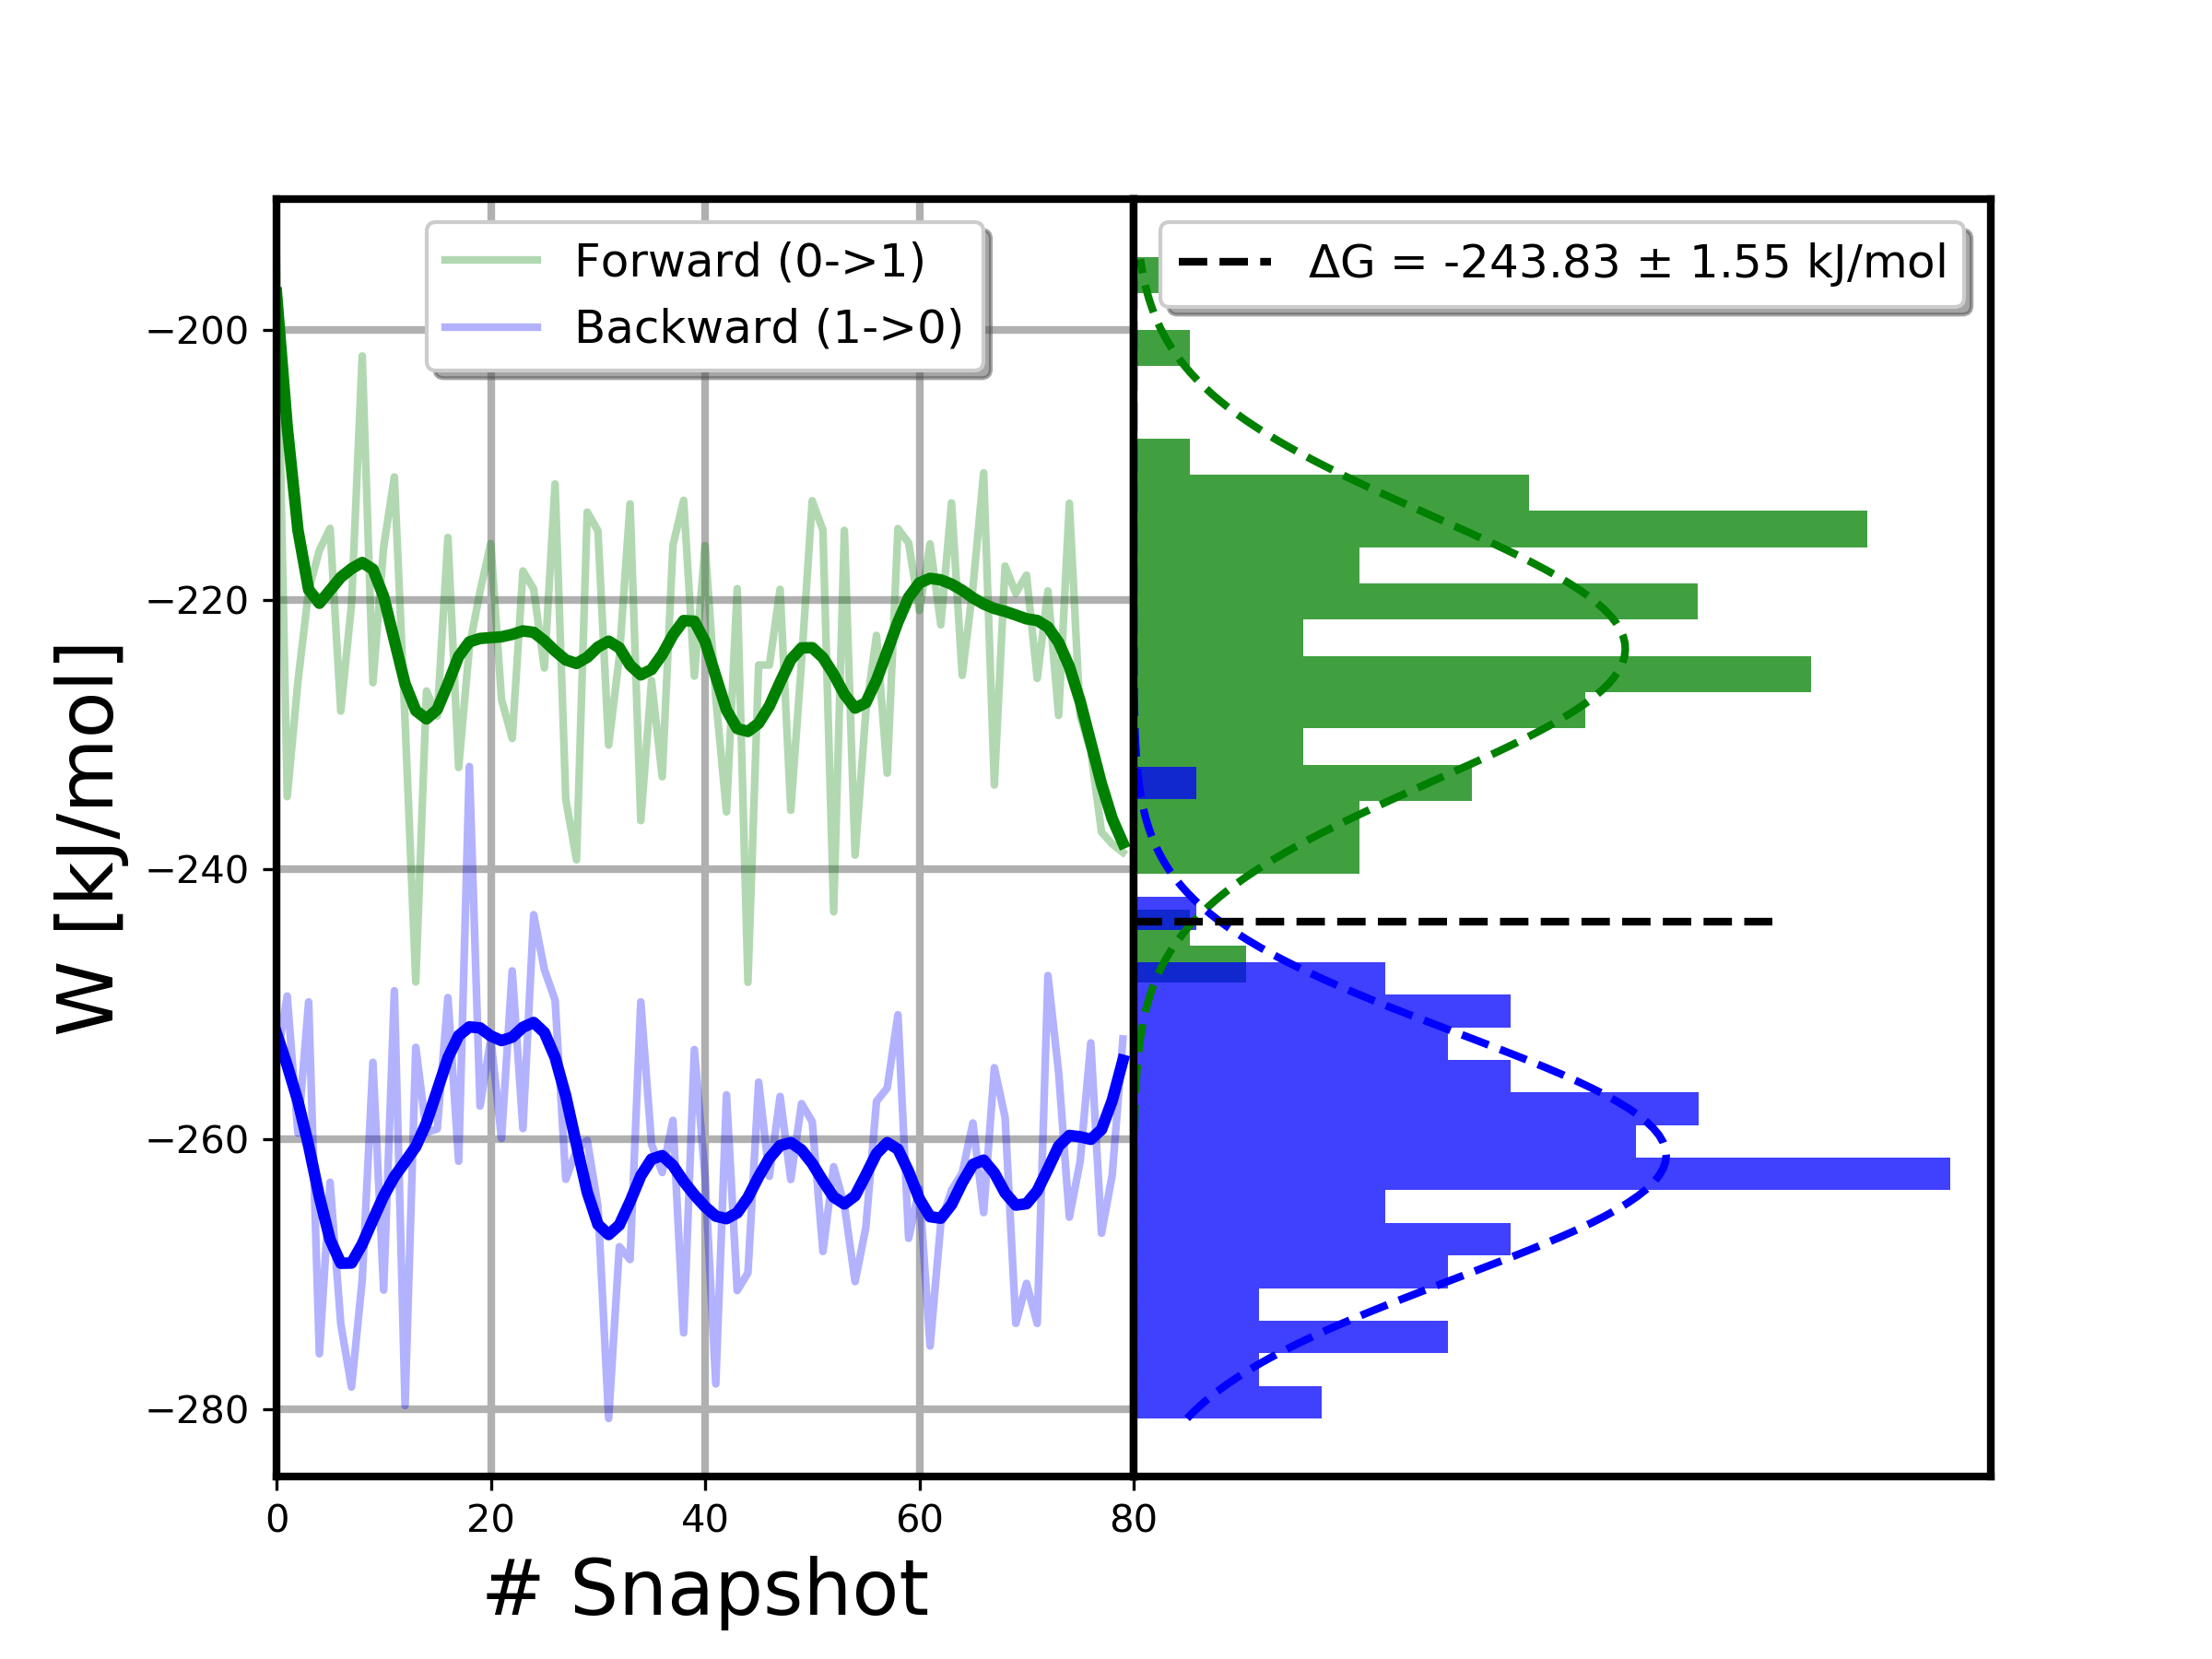 Forward (0->1)
Backward (1->0)
ΔG = -243.83 ± 1.55 kJ/mol
W [kJ/mol]
−200
−220
−240
−260
−280
0 20 40 60 80
# Snapshot